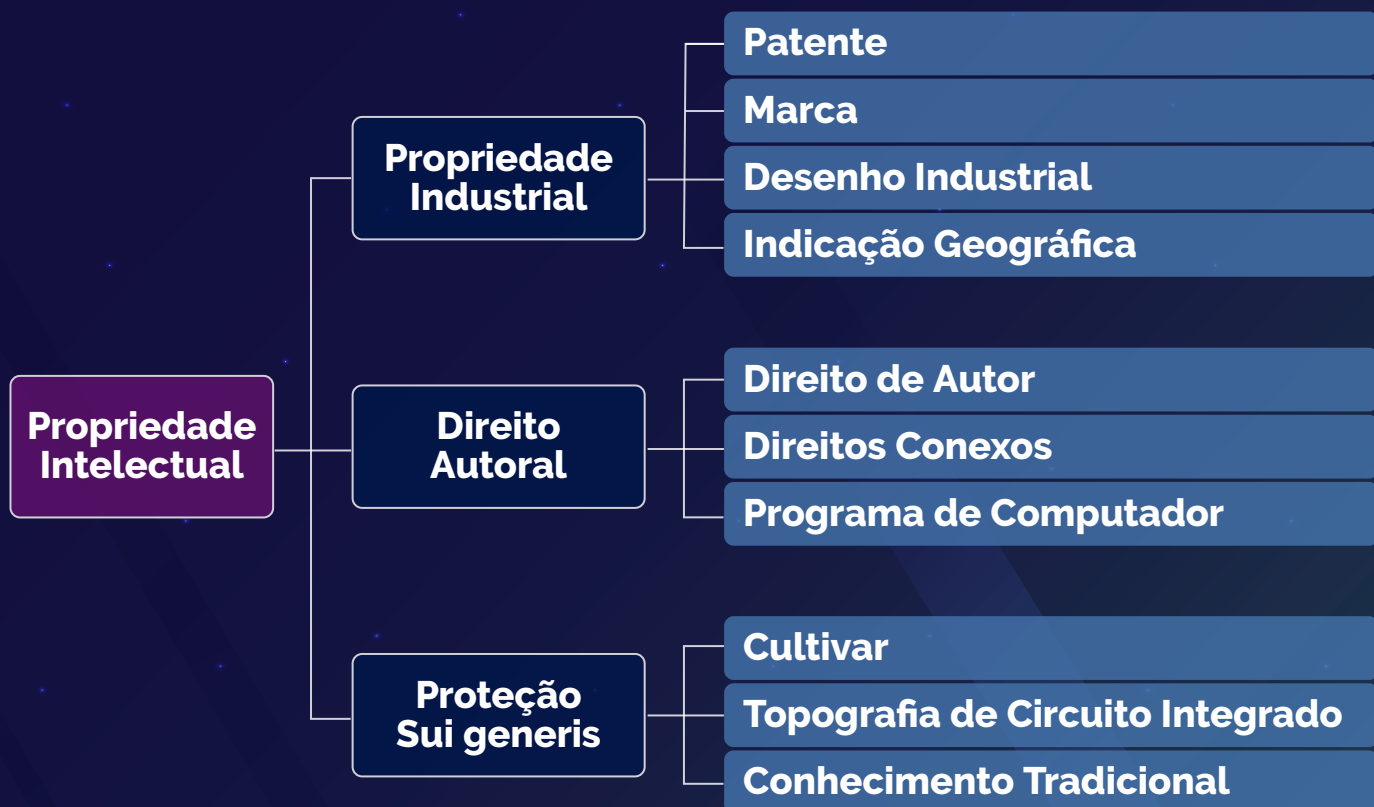 Propriedade
Intelectual
Propriedade
Industrial
Patente
Marca
Desenho Industrial
Indicação Geográfica
Direito
Autoral
Direito de Autor
Direitos Conexos
Programa de Computador
Proteção
Sui generis
Cultivar
Topografia de Circuito Integrado
Conhecimento Tradicional